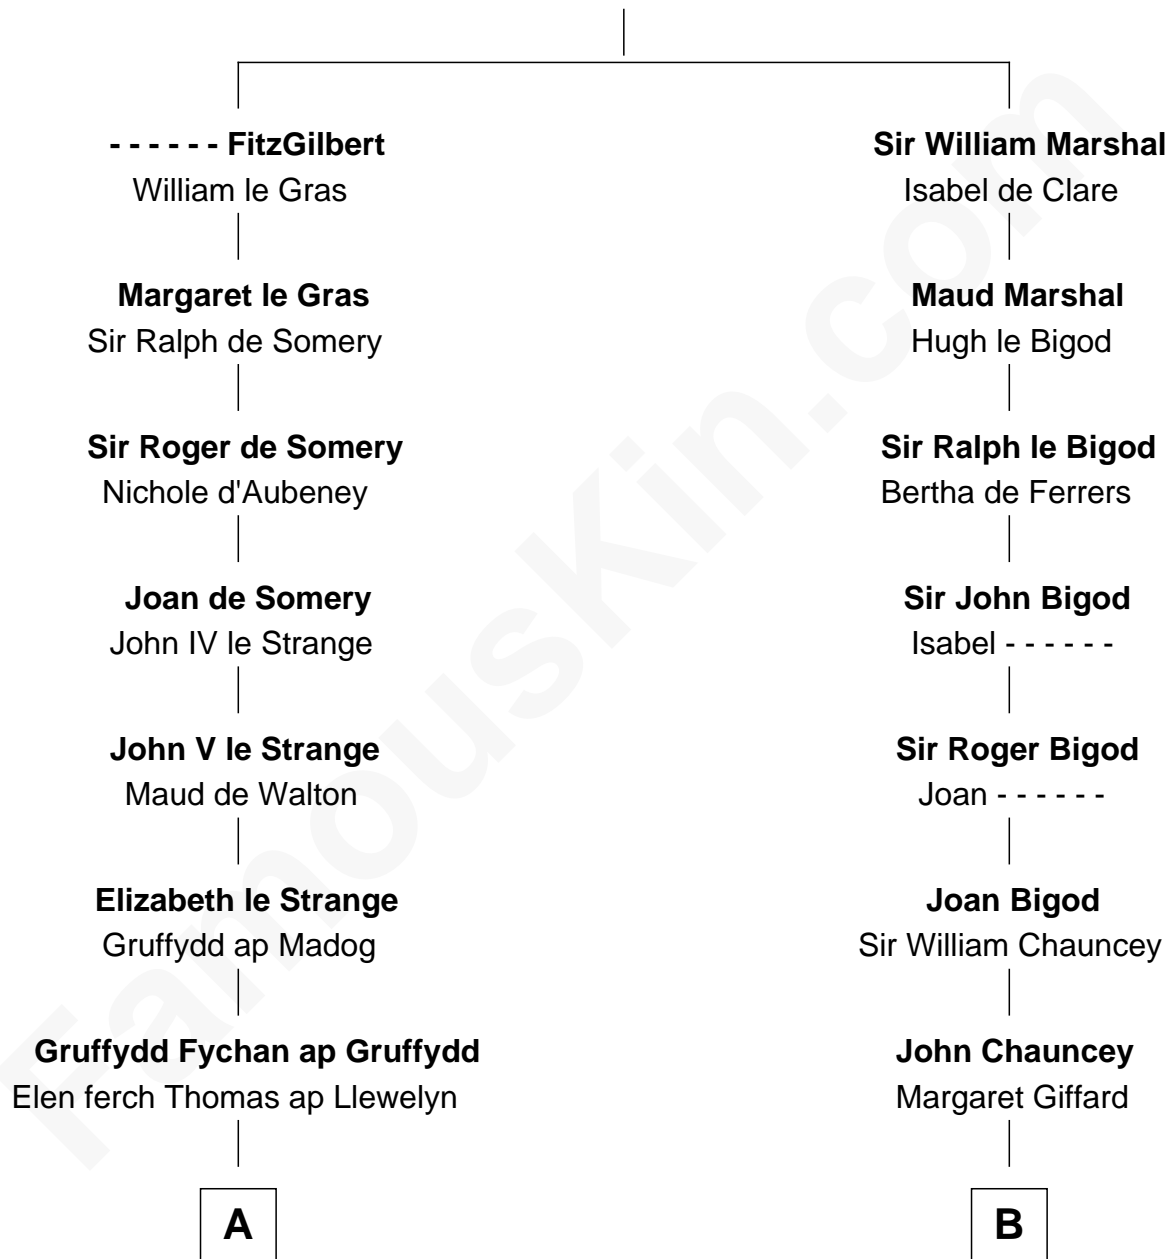 - - - - - - FitzGilbert
William le Gras
Margaret le Gras
Sir Ralph de Somery
Sir Roger de Somery
Nichole d'Aubeney
Joan de Somery
John IV le Strange
John V le Strange
Maud de Walton
Elizabeth le Strange
Gruffydd ap Madog
Gruffydd Fychan ap Gruffydd
Elen ferch Thomas ap Llewelyn
A
Sir William Marshal
Isabel de Clare
Maud Marshal
Hugh le Bigod
Sir Ralph le Bigod
Bertha de Ferrers
Sir John Bigod
Isabel - - - - - -
Sir Roger Bigod
Joan - - - - - -
Joan Bigod
Sir William Chauncey
John Chauncey
Margaret Giffard
B
FamousKin.com